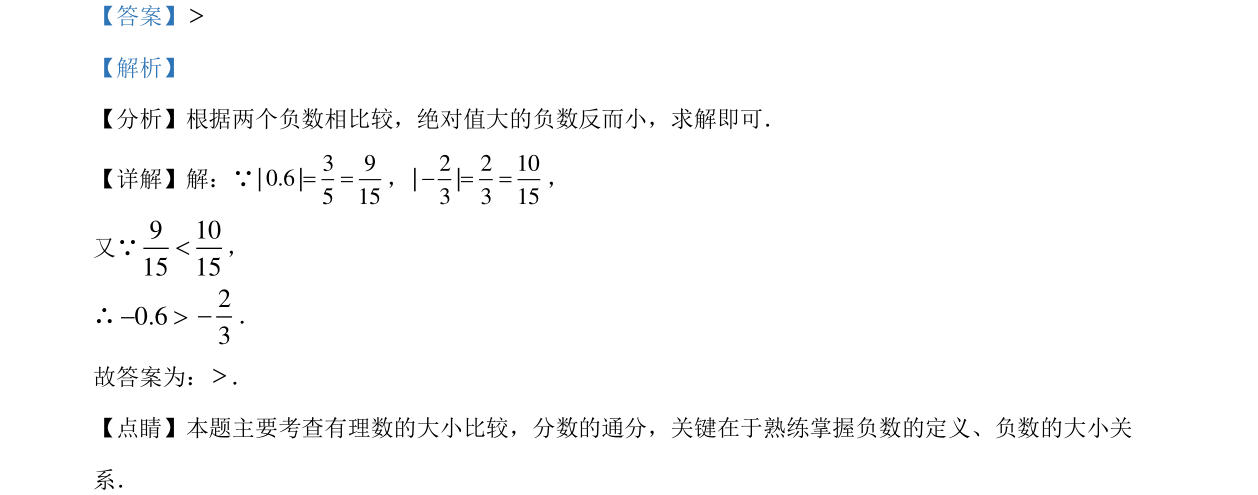 【答案】>
【解析】
【分析】根据两个负数相比较，绝对值大的负数反而小，求解即可．
【详解】解：∵|0.6|=3/5=9/15，|−2/3|=2/3=10/15，
又∵9/15<10/15，
∴−0.6>−2/3．
故答案为：>．
【点睛】本题主要考查有理数的大小比较，分数的通分，关键在于熟练掌握负数的定义、负数的大小关
系．